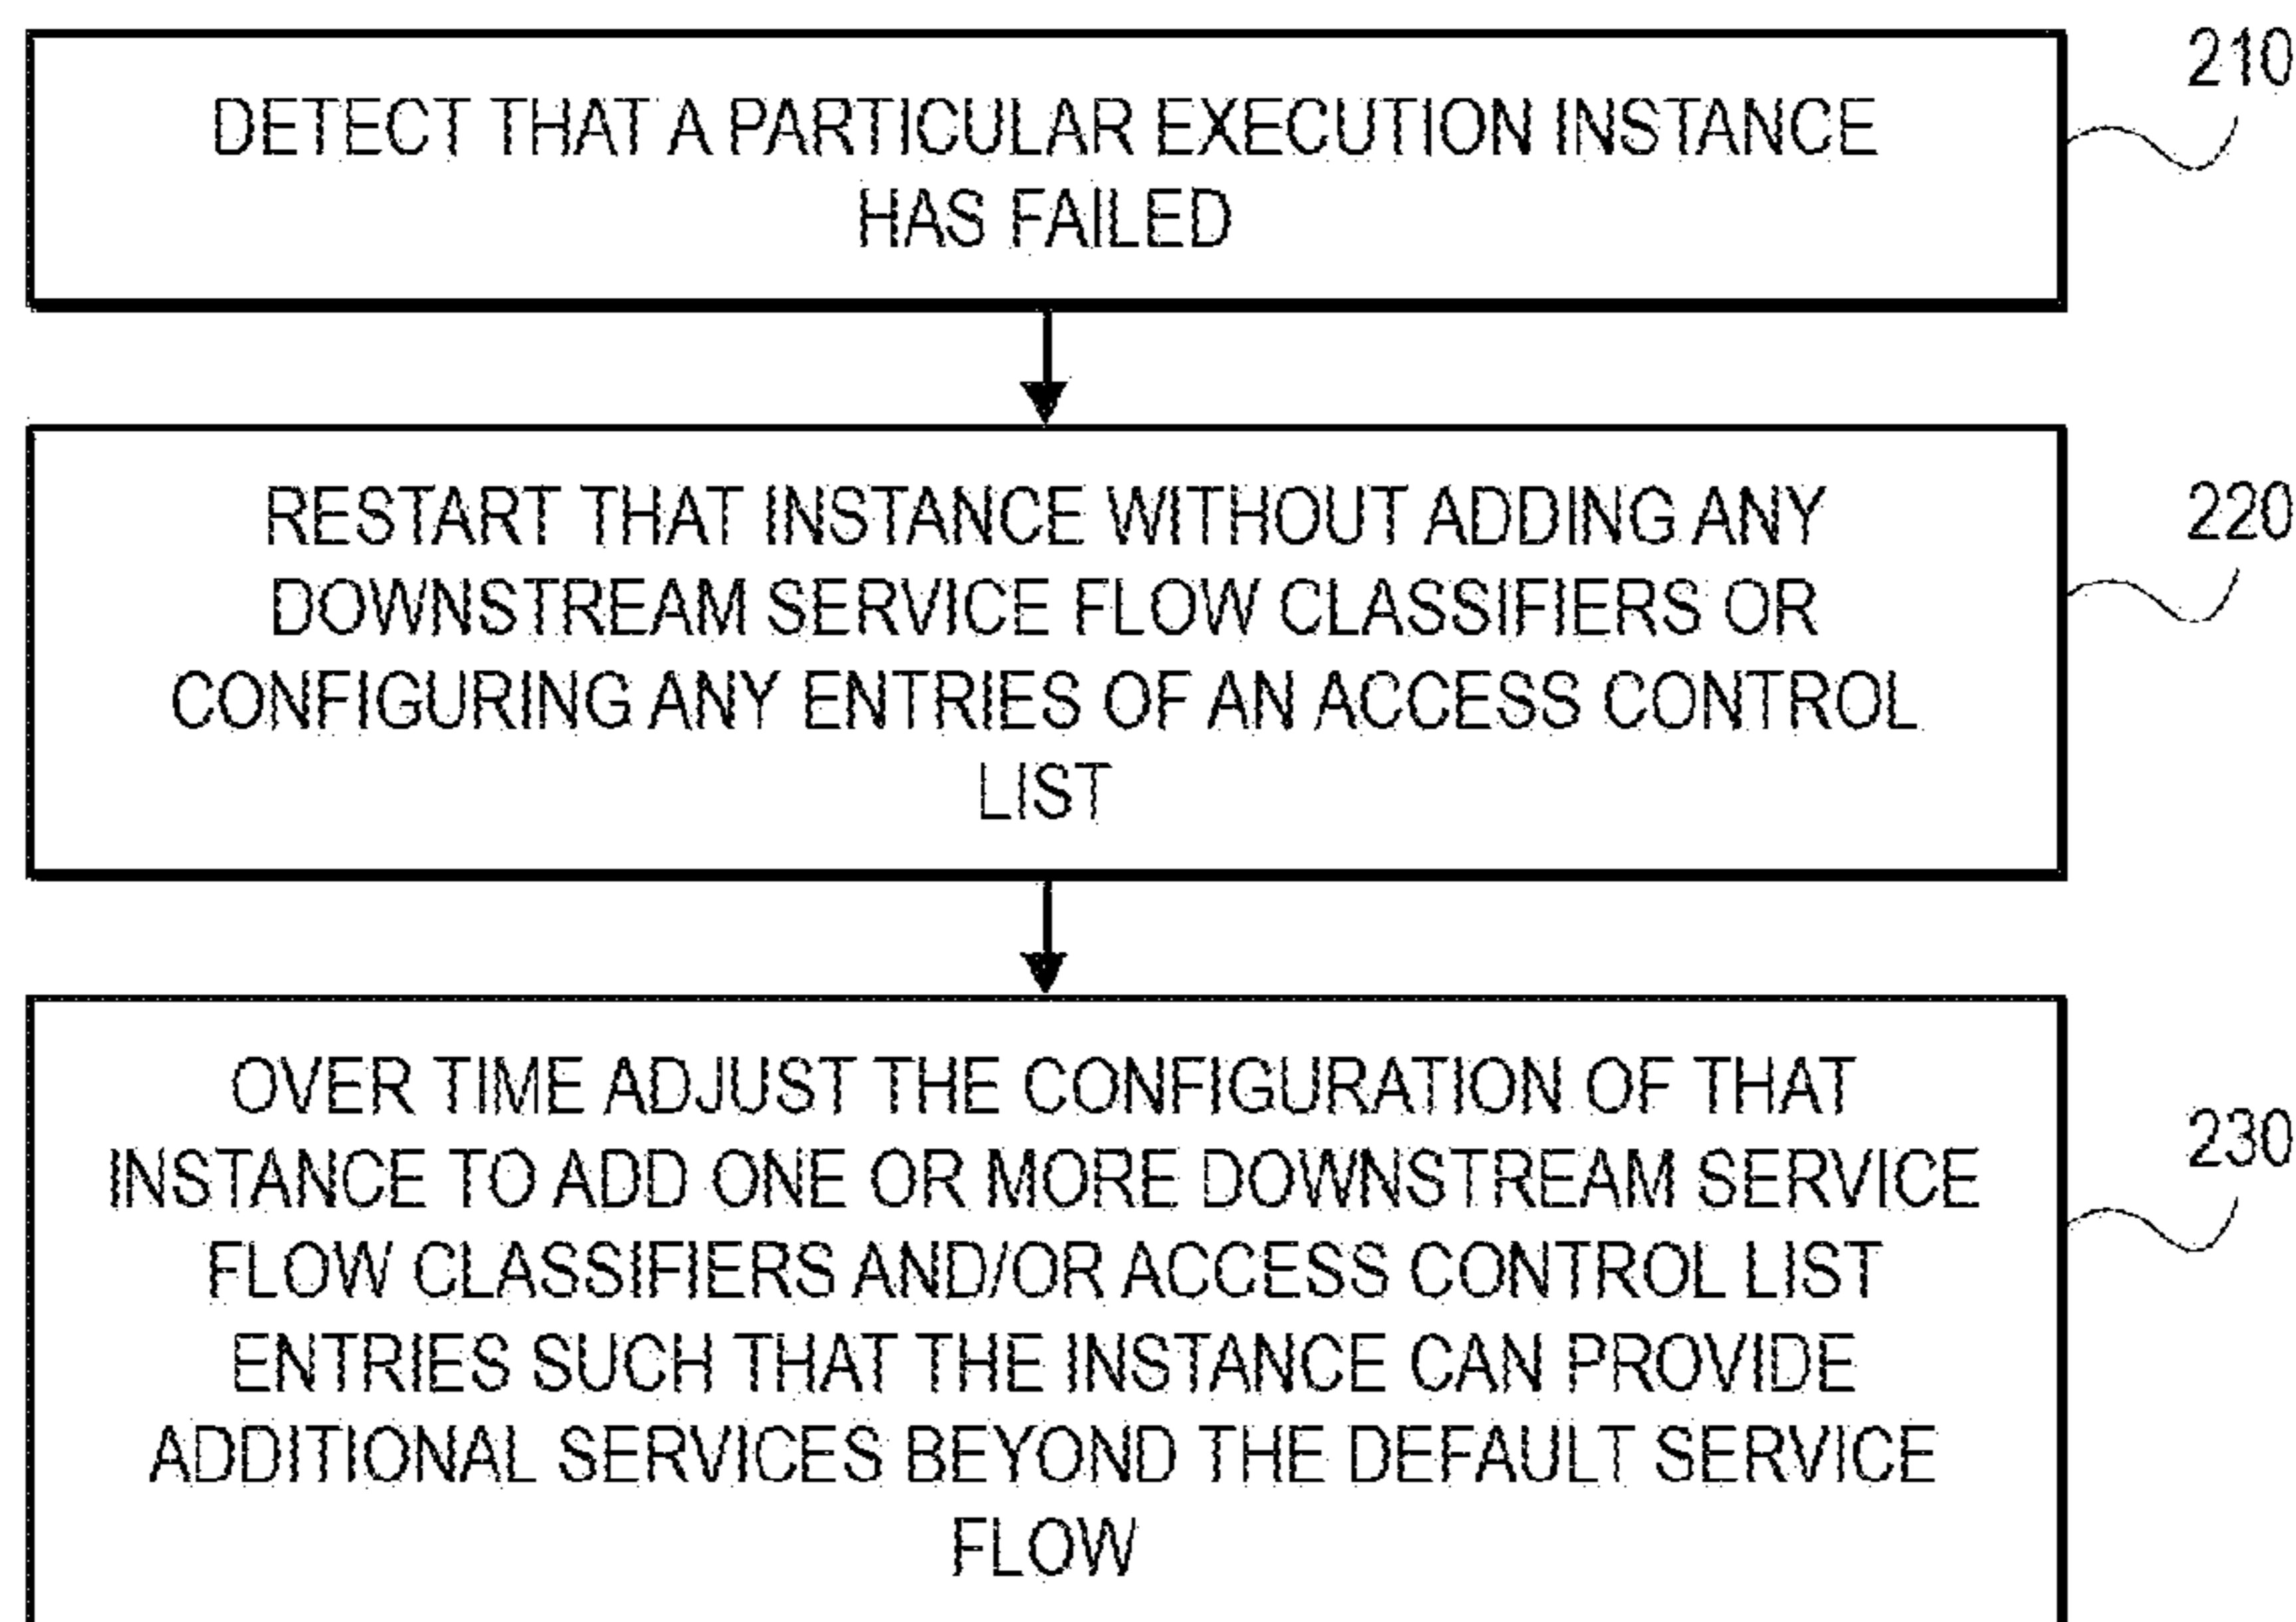 210
DETECT THAT A PARTICULAR EXECUTION INSTANCE
HAS FAILED
220
RESTART THAT INSTANCE WITHOUT ADDING ANY
DOWNSTREAM SERVICE FLOW CLASSIFIERS OR
CONFIGURING ANY ENTRIES OF AN ACCESS CONTROL
LIST
230
OVER TIME ADJUST THE CONFIGURATION OF THAT
INSTANCE TO ADD ONE OR MORE DOWNSTREAM SERVICE
FLOW CLASSIFIERS AND/OR ACCESS CONTROL LIST
ENTRIES SUCH THAT THE INSTANCE CAN PROVIDE
ADDITIONAL SERVICES BEYOND THE DEFAULT SERVICE
FLOW